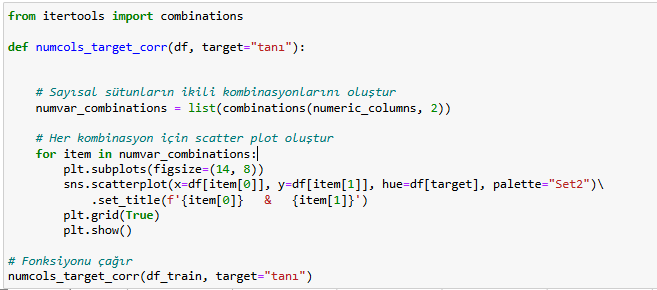 from itertools import combinations
def numcols_target_corr(df, target="tanı"):
# Sayısal sütunların ikili kombinasyonlarını oluştur
numvar_combinations = list(combinations(numeric_columns, 2))
# Her kombinasyon için scatter plot oluştur
for item in numvar_combinations:
plt.subplots(figsize=(14, 8))
sns.scatterplot(x=df[item[0]], y=df[item[1]], hue=df[target], palette="Set2")\
.set_title(f'{item[0]}   &   {item[1]}')
plt.grid(True)
plt.show()
# Fonksiyonu çağır
numcols_target_corr(df_train, target="tanı")